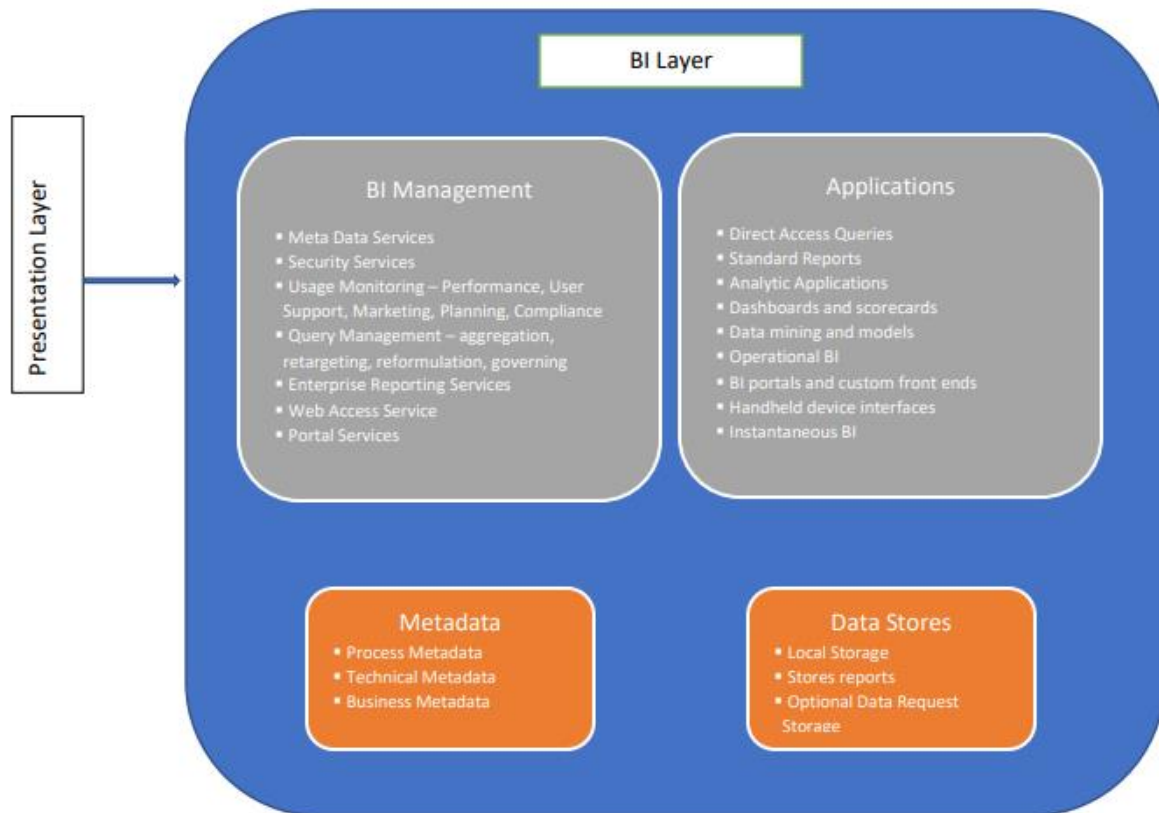 BI Layer
Presentation Layer
BI Management
▪ Meta Data Services
▪ Security Services
▪ Usage Monitoring – Performance, User
Support, Marketing, Planning, Compliance
▪ Query Management – aggregation,
retargeting, reformulation, governing
▪ Enterprise Reporting Services
▪ Web Access Service
▪ Portal Services
Applications
▪ Direct Access Queries
▪ Standard Reports
▪ Analytic Applications
▪ Dashboards and scorecards
▪ Data mining and models
▪ Operational BI
▪ BI portals and custom front ends
▪ Handheld device interfaces
▪ Instantaneous BI
Metadata
▪ Process Metadata
▪ Technical Metadata
▪ Business Metadata
Data Stores
▪ Local Storage
▪ Stores reports
▪ Optional Data Request
Storage